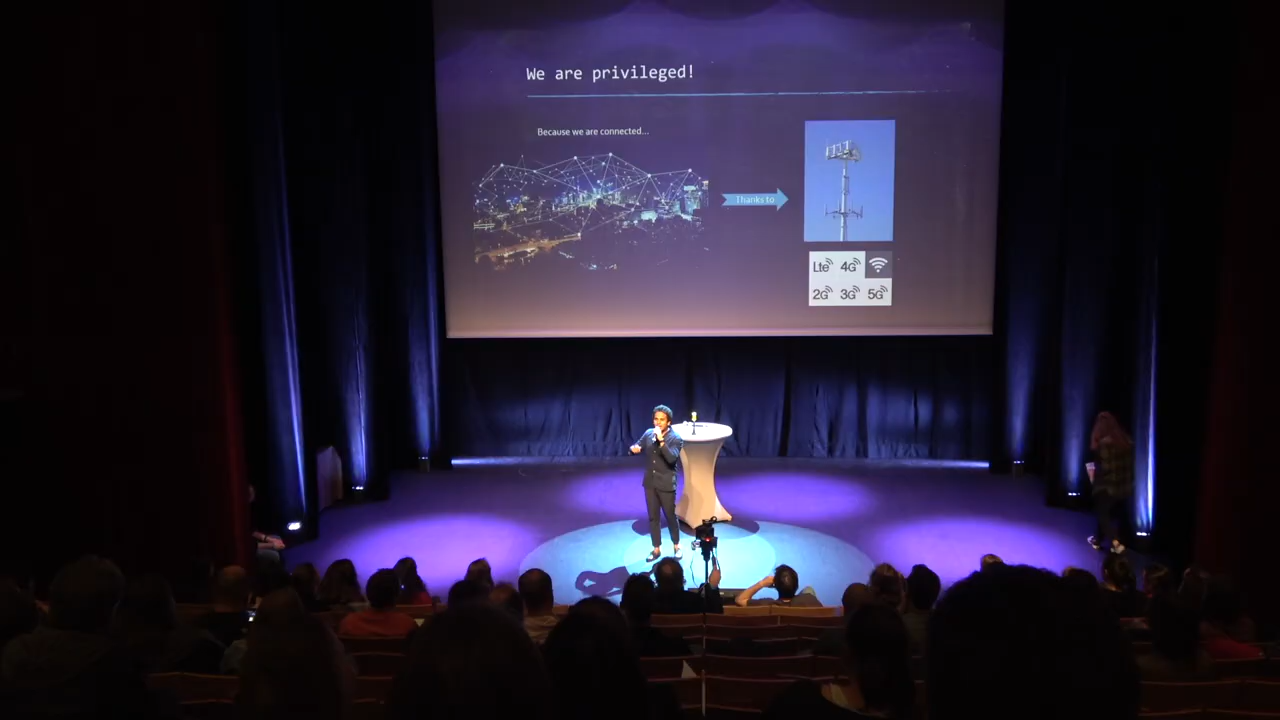 We are privileged!
Because we are connected...
Thanks to
Lte 4G
2G 3G 5G